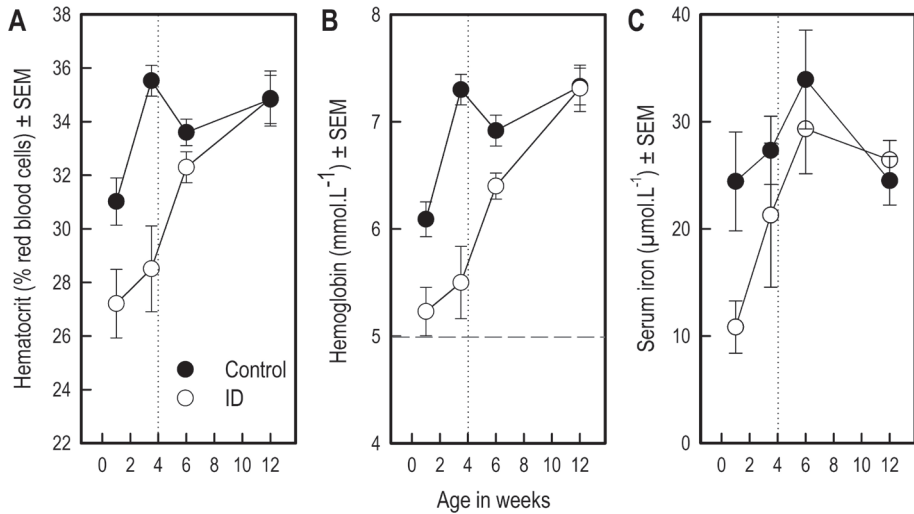 A
Hematocrit (% red blood cells) ± SEM
38
36
34
32
30
28
26
24
22
0 2 4 6 8 10 12
Control
ID
B
Hemoglobin (mmol.L⁻¹) ± SEM
8
7
6
5
4
0 2 4 6 8 10 12
Age in weeks
C
Serum iron (µmol.L⁻¹) ± SEM
40
30
20
10
0
0 2 4 6 8 10 12